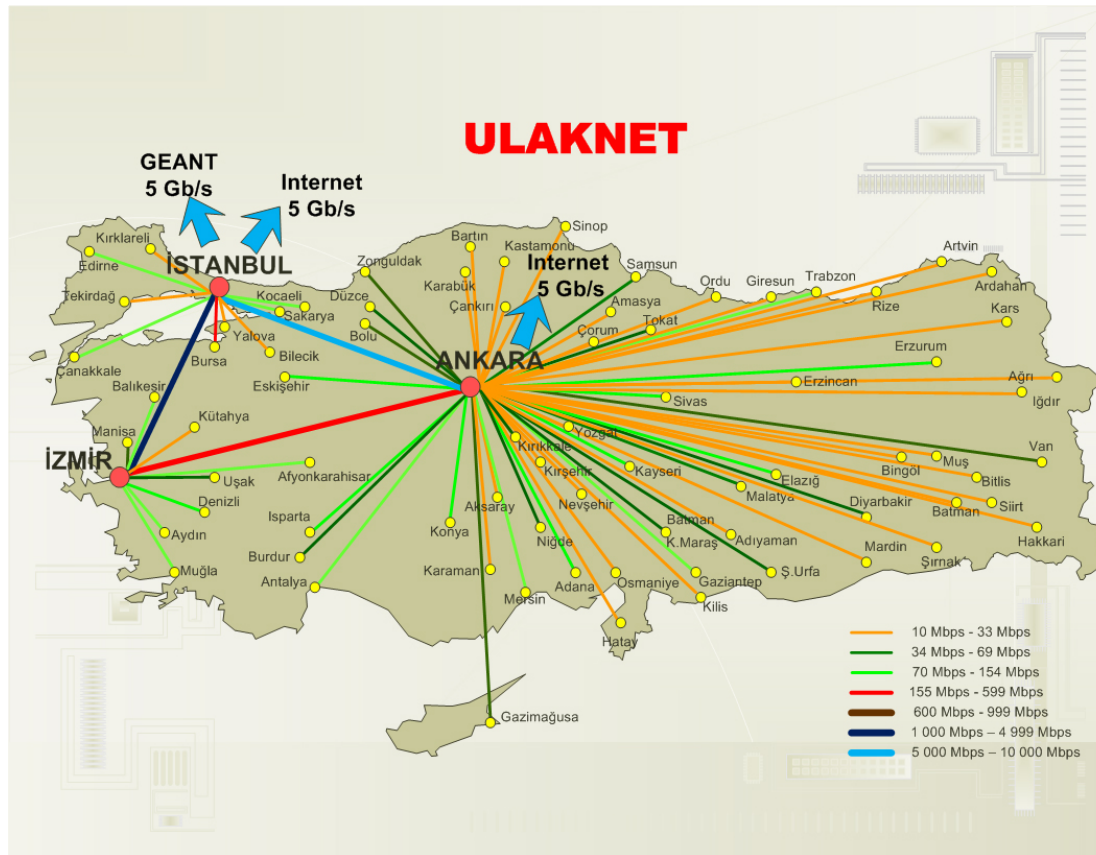 ULAKNET
GEANT
5 Gb/s
Internet
5 Gb/s
Internet
5 Gb/s
Kırklareli
Edirne
İSTANBUL
Tekirdağ
Kocaeli
Sakarya
Yalova
Bursa
Bilecik
Çanakkale
Balıkeşir
Eskişehir
Kütahya
Manisa
İZMİR
Uşak
Afyonkarahisar
Denizli
Aydın
Muğla
Isparta
Burdur
Antalya
Zonguldak
Düzce
Bolu
Bartın
Karabük
Kastamonu
Çankırı
Sinop
Samsun
Amasya
Çorum
Tokat
Ordu
Giresun
Trabzon
Rize
Artvin
Ardahan
Kars
ANKARA
Erzurum
Erzincan
Ağrı
Iğdır
Sivas
Yozgat
Kırıkkale
Kırşehir
Kayseri
Nevşehir
Elazığ
Malatya
Bingöl
Muş
Van
Bitlis
Siirt
Batman
Diyarbakir
Hakkari
Aksaray
Konya
Niğde
Batman
K.Maraş
Adıyaman
Mardin
Şırnak
Karaman
Mersin
Adana
Osmaniye
Gaziantep
Ş.Urfa
Kilis
Hatay
Gazimağusa
10 Mbps - 33 Mbps
34 Mbps - 69 Mbps
70 Mbps - 154 Mbps
155 Mbps - 599 Mbps
600 Mbps - 999 Mbps
1 000 Mbps – 4 999 Mbps
5 000 Mbps – 10 000 Mbps